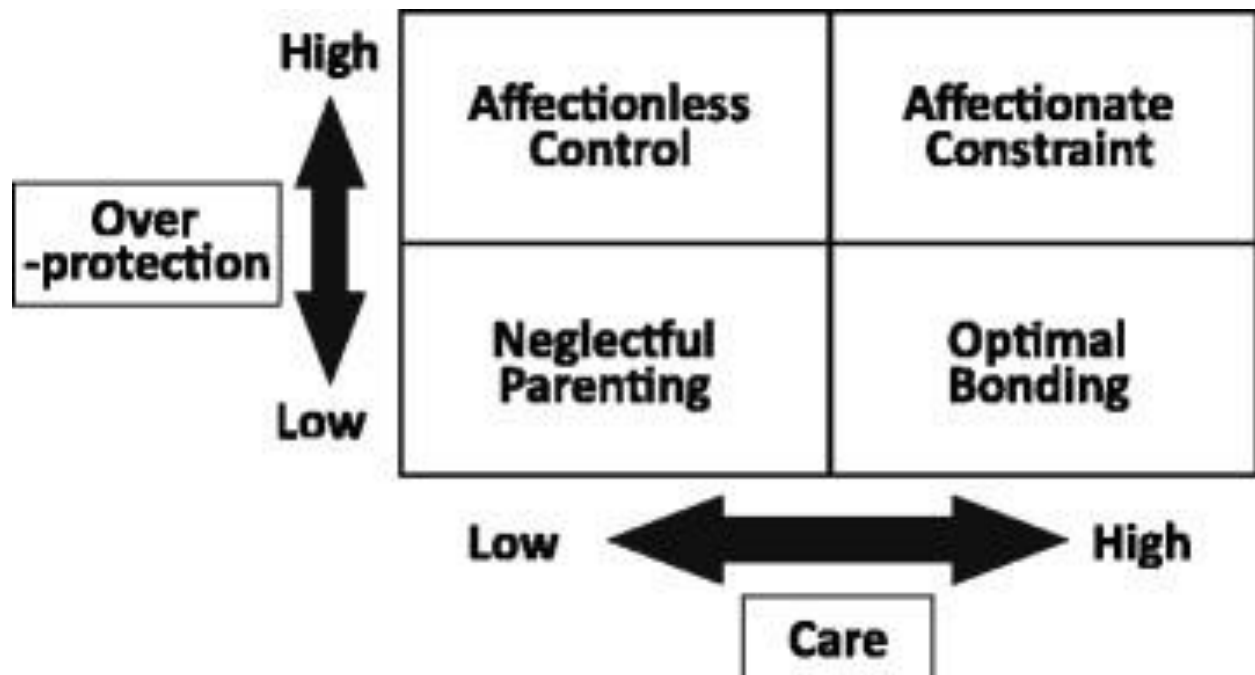 High
Affectionless
Control
Affectionate
Constraint
Over
-protection
Neglectful
Parenting
Optimal
Bonding
Low
Low
High
Care